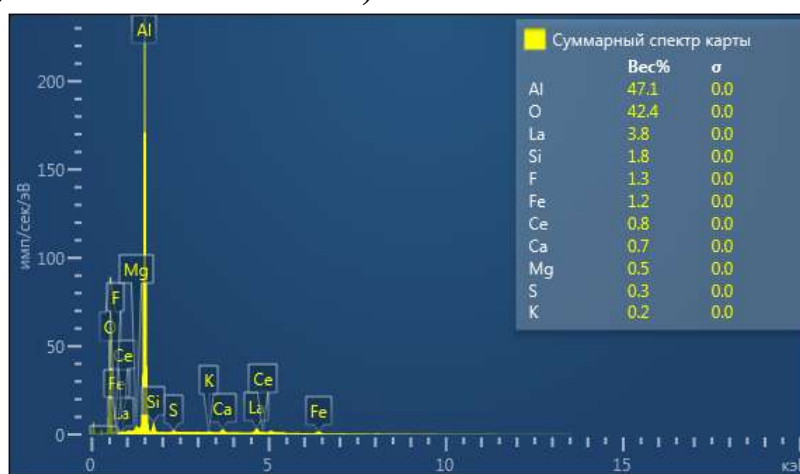 Суммарный спектр карты
Вес% σ
Al 47.1 0.0
O 42.4 0.0
La 3.8 0.0
Si 1.8 0.0
F 1.3 0.0
Fe 1.2 0.0
Ce 0.8 0.0
Ca 0.7 0.0
Mg 0.5 0.0
S 0.3 0.0
K 0.2 0.0
имп/сек/эВ
200
150
100
50
0
Al
Mg
F
O
Ce
Fe
La
Si
S
K
Ca
La
Ce
Fe
0 5 10 15